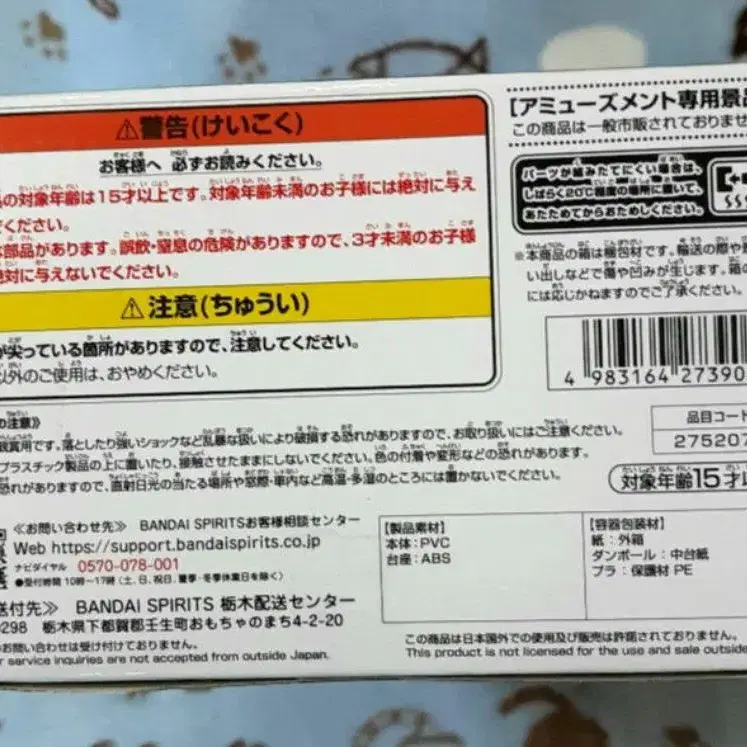 ⚠警告(けいこく)
お客様へ 必ずお読みください。
の対象年齢は15才以上です。対象年齢未満のお子様には絶対に与え
ください。
部品があります。誤飲・窒息の危険がありますので、3才未満のお子様
絶対に与えないでください。
⚠注意(ちゅうい)
が尖っている箇所がありますので、注意してください。
以外のご使用は、おやめください。
の注意》
観賞用です。落としたり強いショックなど乱暴な扱いにより破損する恐れがありますので、お取り扱いにはご注意ください。
プラスチック製品の上に置いたり、接触させたままにしないでください。色の付着や変形などの恐れがあります。
恐れがありますので、直射日光の当たる場所や窓際・車内など高温・多湿のところには置かないでください。
《お問い合わせ先》 BANDAI SPIRITSお客様相談センター
Web https://support.bandaispirits.co.jp
ナビダイヤル 0570-078-001
●受付時間 10時～17時(土、日、祝日、夏季・冬季休業日を除く)
送付先》 BANDAI SPIRITS 栃木配送センター
0298 栃木県下都賀郡壬生町おもちゃのまち4-2-20
のお問い合わせは受け付けておりません。
r service inquiries are not accepted from outside Japan.
【アミューズメント専用景品
この商品は一般市販されておりませ
パーツが組みたてにくい場合は、
しばらく20℃程度の場所に置いて、
あたためてからおためしください。
※本商品の箱は梱包材です。輸送の際や
い出しなどで傷や凹みが生じます。箱の
には応じかねますのでご了承ください。
4 983164 27390
品目コード
275207
対象年齢15才以
【製品素材】
本体:PVC
台座:ABS
【容器包装材】
紙:外箱
ダンボール:中台紙
プラ:保護材 PE
この商品は日本国外での使用及び販売は許諾されておりません。
This product is not licensed for the use and sale outside